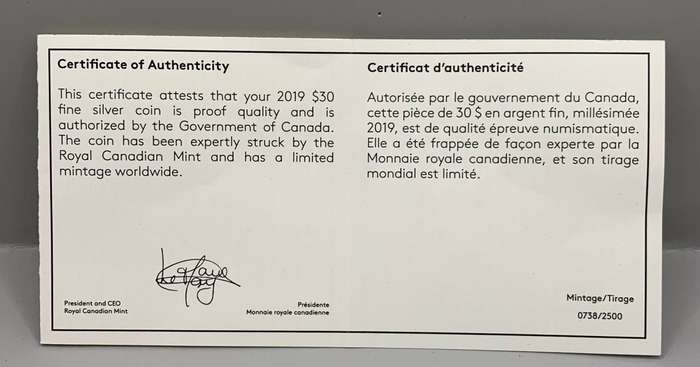 Certificate of Authenticity
This certificate attests that your 2019 $30
fine silver coin is proof quality and is
authorized by the Government of Canada.
The coin has been expertly struck by the
Royal Canadian Mint and has a limited
mintage worldwide.
President and CEO
Royal Canadian Mint
Présidente
Monnaie royale canadienne
Certificat d’authenticité
Autorisée par le gouvernement du Canada,
cette pièce de 30 $ en argent fin, millésimée
2019, est de qualité épreuve numismatique.
Elle a été frappée de façon experte par la
Monnaie royale canadienne, et son tirage
mondial est limité.
Mintage/Tirage
0738/2500